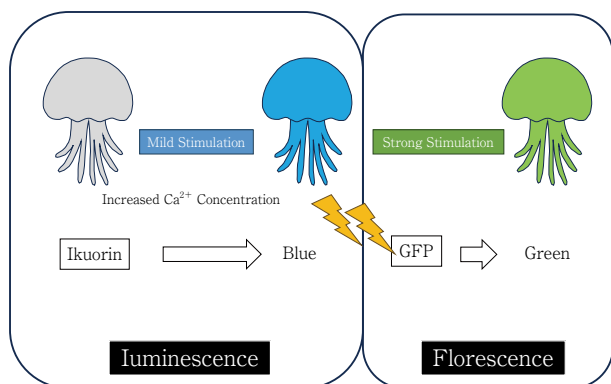 Mild Stimulation
Strong Stimulation
Increased Ca²⁺ Concentration
Ikuorin
Blue
GFP
Green
Iuminescence
Florescence